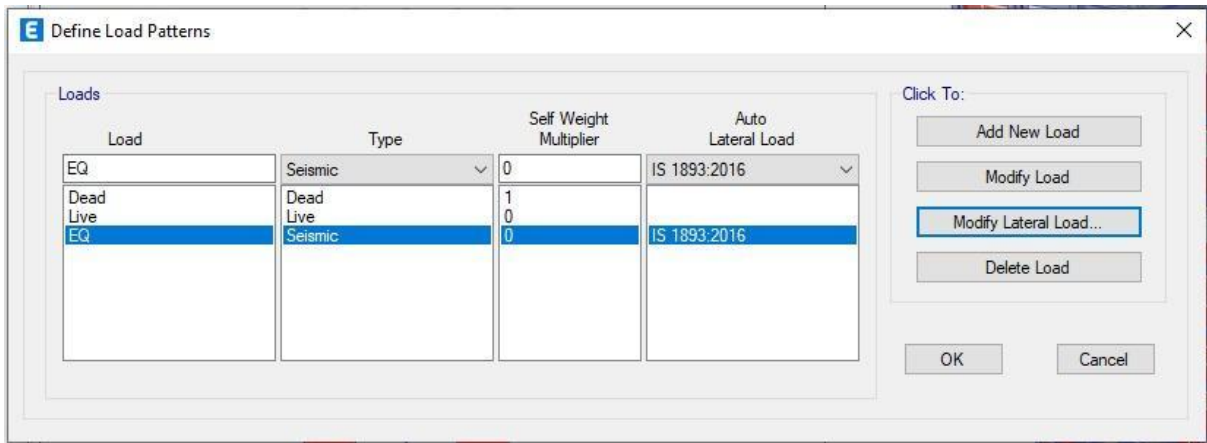 E Define Load Patterns
Loads
Click To:
Load Type Self Weight Multiplier Auto Lateral Load
EQ Seismic 0 IS 1893:2016
Dead Dead 1
Live Live 0
EQ Seismic 0 IS 1893:2016
Add New Load
Modify Load
Modify Lateral Load...
Delete Load
OK Cancel